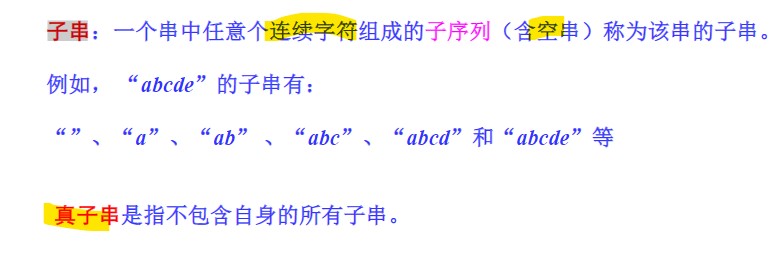 子串：一个串中任意个连续字符组成的子序列（含空串）称为该串的子串。
例如，“abcde”的子串有：
“”、“a”、“ab” 、“abc”、“abcd”和“abcde”等
真子串是指不包含自身的所有子串。